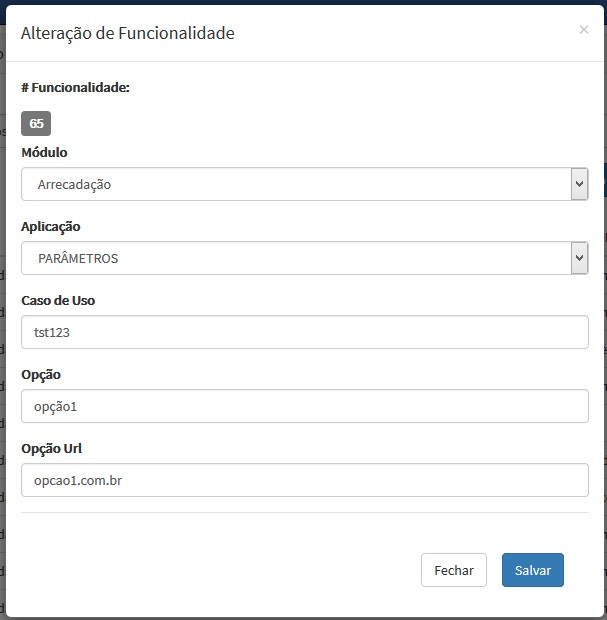 Alteração de Funcionalidade
×
# Funcionalidade:
65
Módulo
Arrecadação
Aplicação
PARÂMETROS
Caso de Uso
tst123
Opção
opção1
Opção Url
opcao1.com.br
Fechar
Salvar